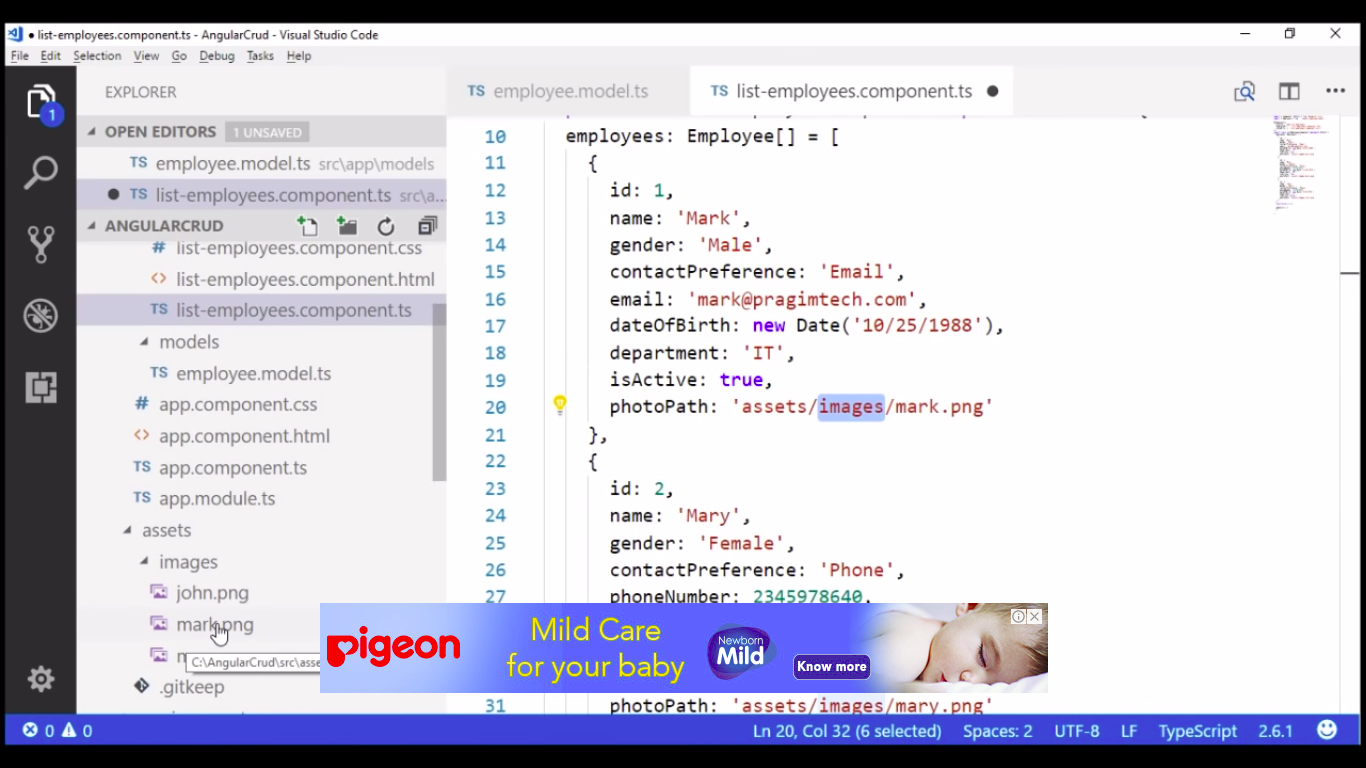 list-employees.component.ts - AngularCrud - Visual Studio Code
File Edit Selection View Go Debug Tasks Help
EXPLORER
OPEN EDITORS 1 UNSAVED
TS employee.model.ts src\app\models
TS list-employees.component.ts src\a...
ANGULARCRUD
# list-employees.component.css
<> list-employees.component.html
TS list-employees.component.ts
models
TS employee.model.ts
# app.component.css
<> app.component.html
TS app.component.ts
TS app.module.ts
assets
images
john.png
mark.png
C:\AngularCrud\src\asse
.gitkeep
1
TS employee.model.ts TS list-employees.component.ts
10 employees: Employee[] = [
11 {
12 id: 1,
13 name: 'Mark',
14 gender: 'Male',
15 contactPreference: 'Email',
16 email: 'mark@pragimtech.com',
17 dateOfBirth: new Date('10/25/1988'),
18 department: 'IT',
19 isActive: true,
20 photoPath: 'assets/images/mark.png'
21 },
22 {
23 id: 2,
24 name: 'Mary',
25 gender: 'Female',
26 contactPreference: 'Phone',
27 phoneNumber: 2345978640,
31 photoPath: 'assets/images/mary.png'
pigeon
Mild Care
for your baby
Newborn
Mild
Know more
0 0 Ln 20, Col 32 (6 selected) Spaces: 2 UTF-8 LF TypeScript 2.6.1